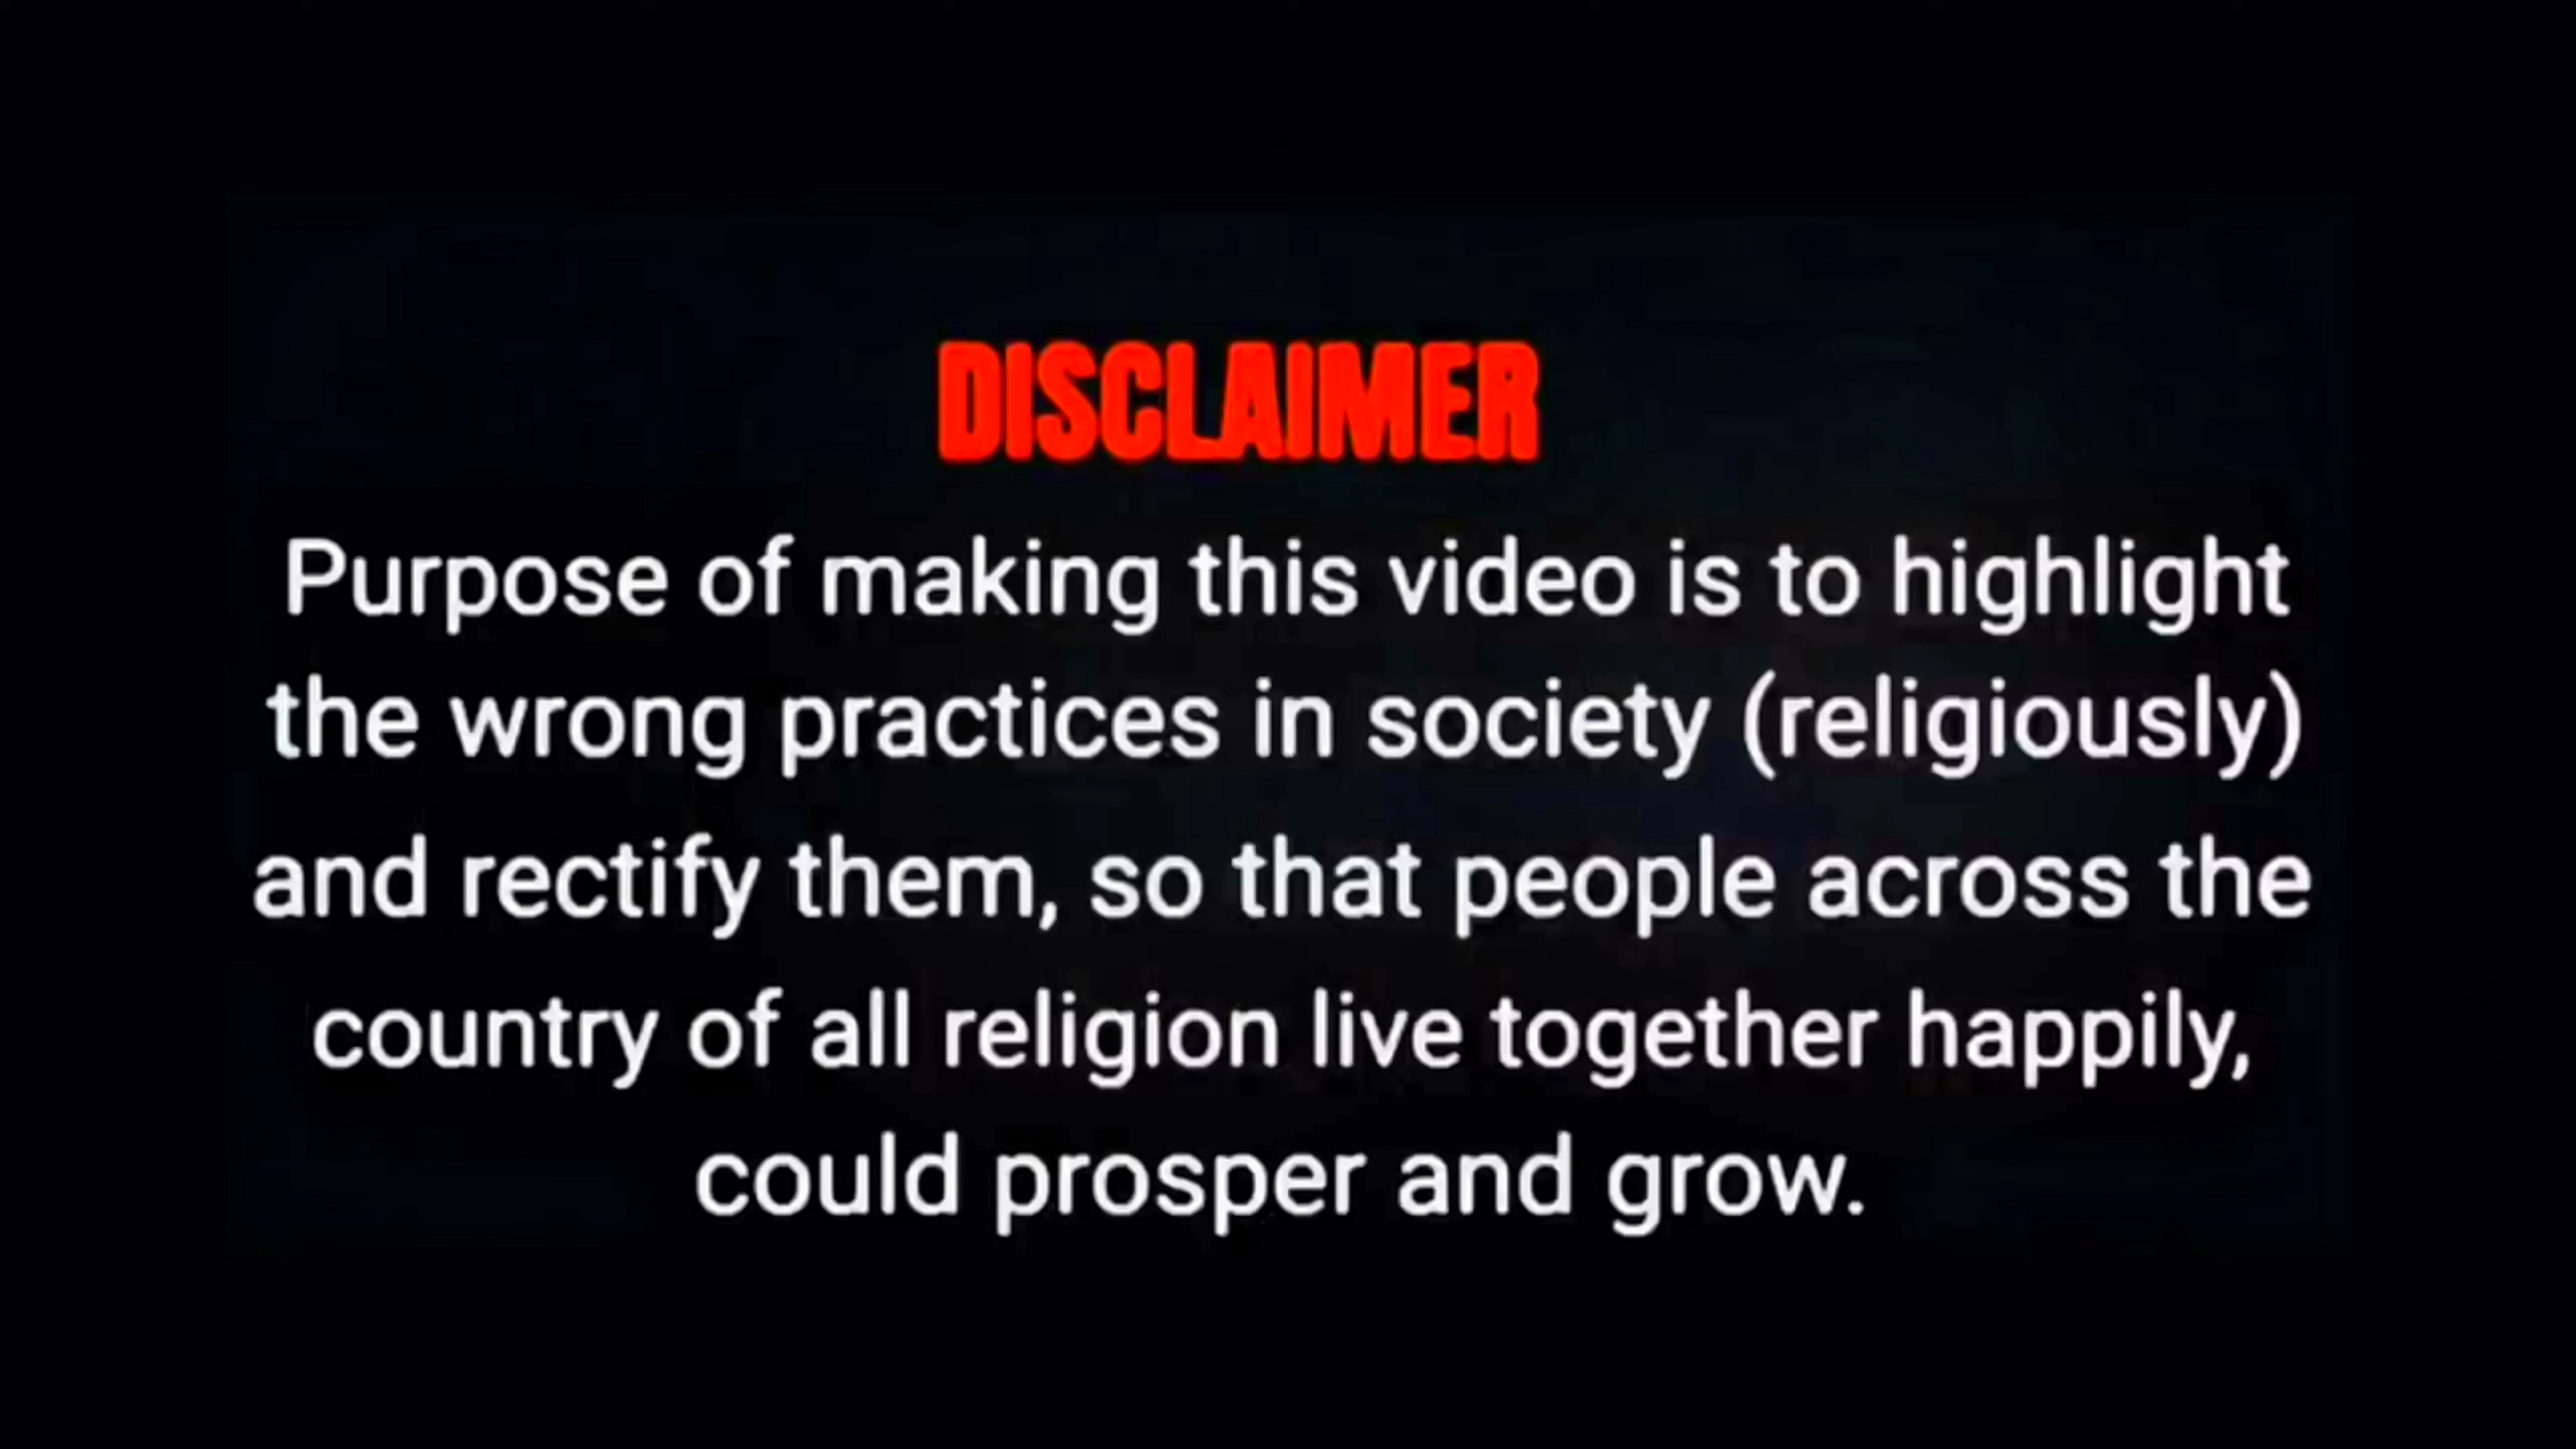 DISCLAIMER
Purpose of making this video is to highlight
the wrong practices in society (religiously)
and rectify them, so that people across the
country of all religion live together happily,
could prosper and grow.